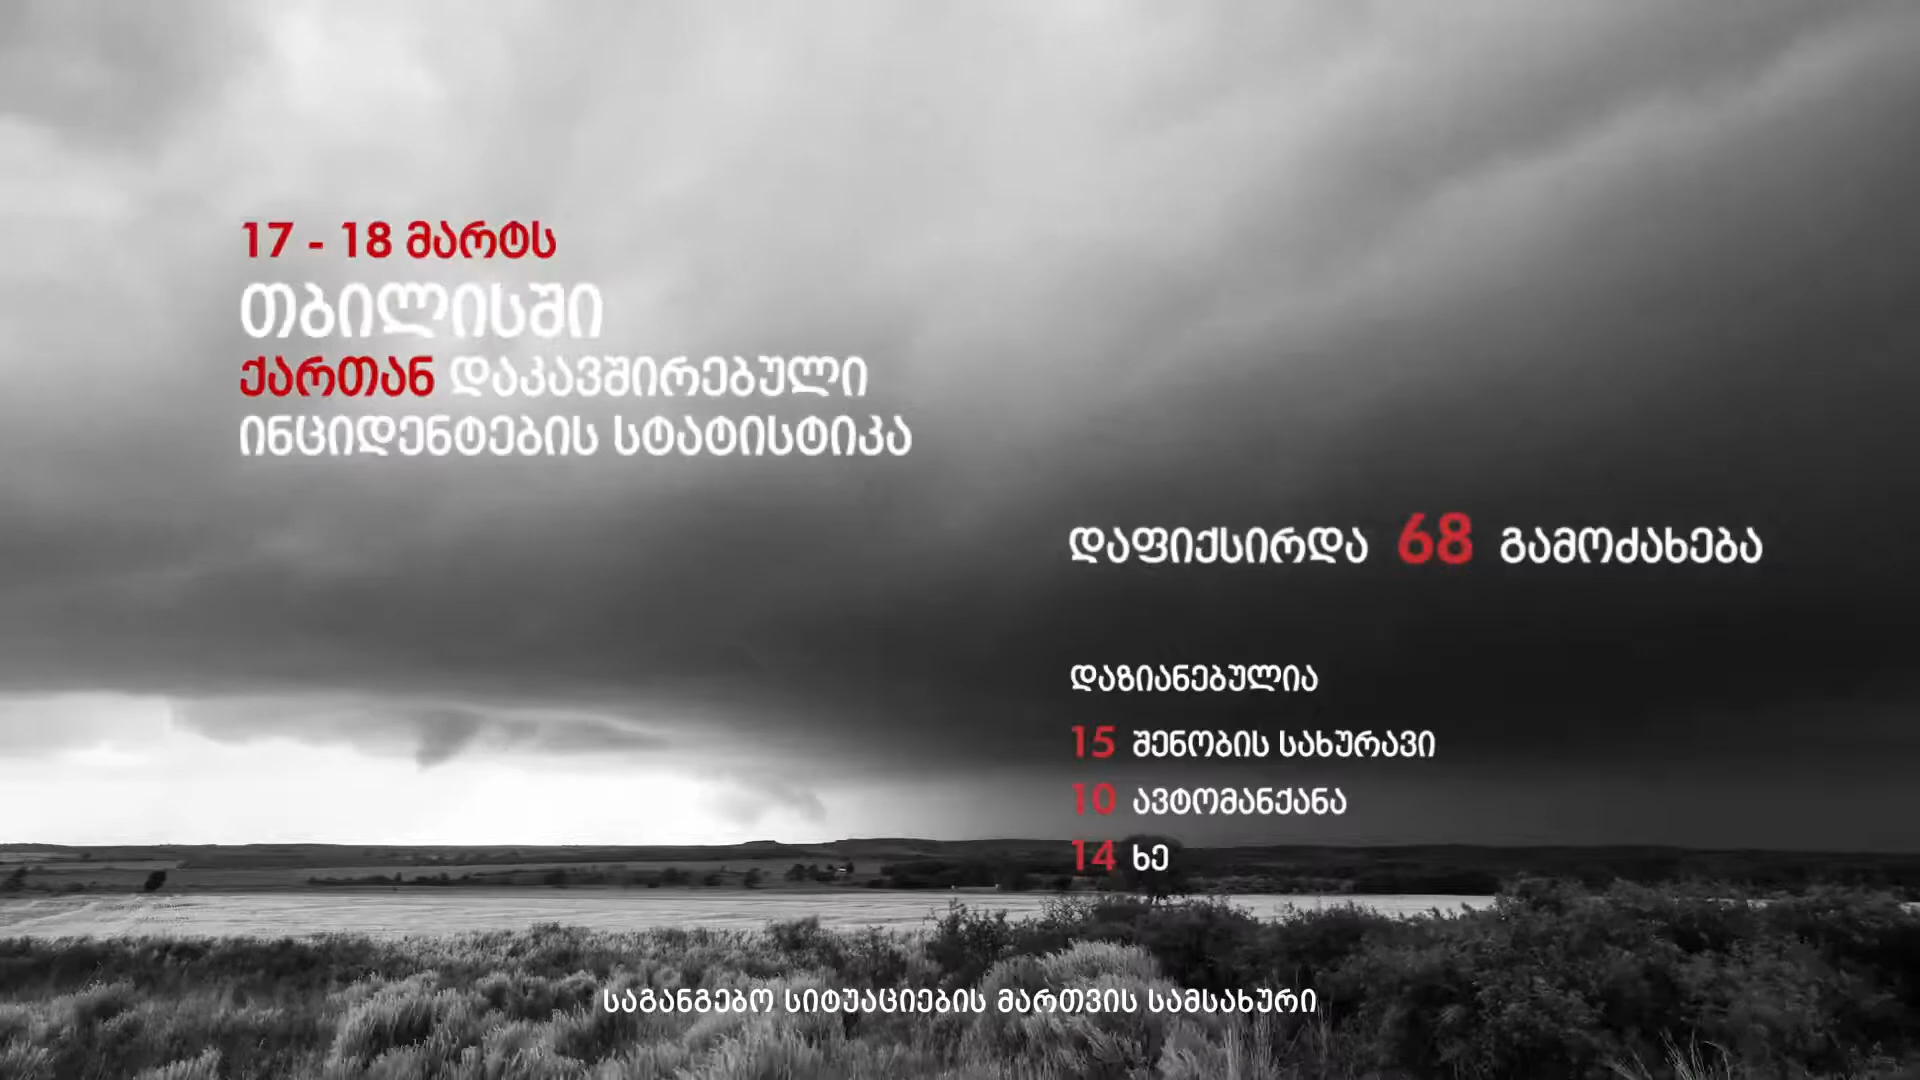 17 - 18 მარტს
თბილისში
ქართან დაკავშირებული
ინციდენტების სტატისტიკა
დაფიქსირდა 68 გამოძახება
დაზიანებულია
15 შენობის სახურავი
10 ავტომანქანა
14 ხე
საგანგებო სიტუაციების მართვის სამსახური